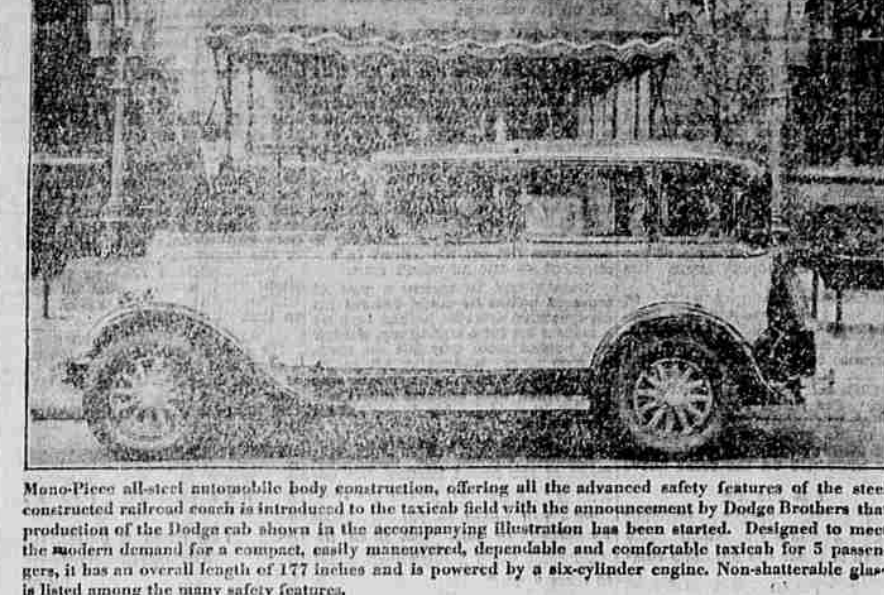 Mono-Piece all-steel automobile body construction, offering all the advanced safety features of the stee
constructed railroad coach is introduced to the taxicab field with the announcement by Dodge Brothers tha
production of the Dodge cab shown in the accompanying illustration has been started. Designed to mee
the modern demand for a compact, easily maneuvered, dependable and comfortable taxicab for 5 passen-
gers, it has an overall length of 177 inches and is powered by a six-cylinder engine. Non-shatterable glas
is listed among the many safety features.